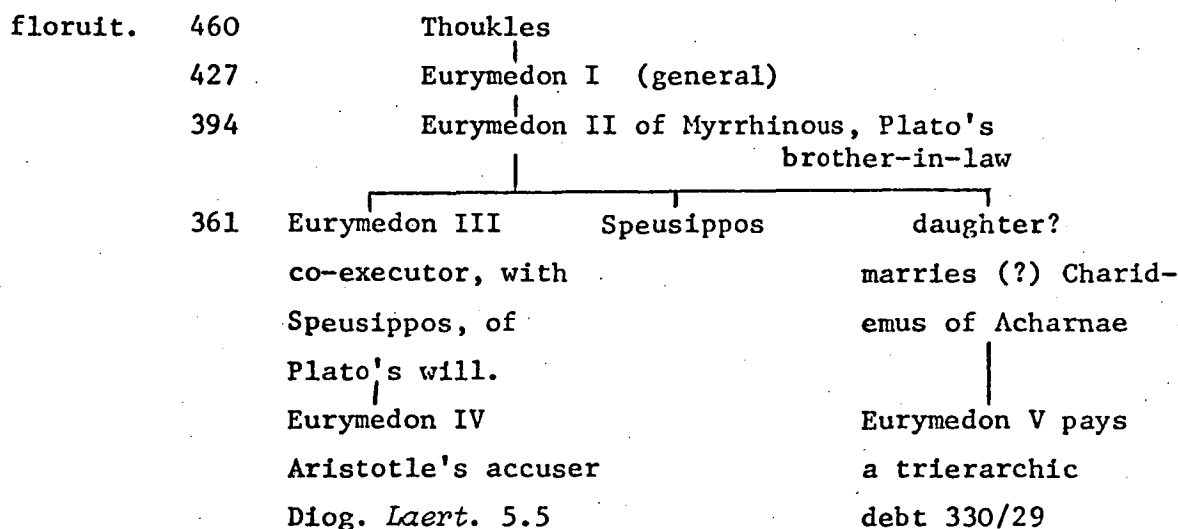 floruit. 460 Thoukles
427 Eurymedon I (general)
394 Eurymedon II of Myrrhinous, Plato's
brother-in-law
361 Eurymedon III Speusippos daughter?
co-executor, with marries (?) Charid-
Speusippos, of emus of Acharnae
Plato's will.
Eurymedon IV Eurymedon V pays
Aristotle's accuser a trierarchic
Diog. Laert. 5.5 debt 330/29